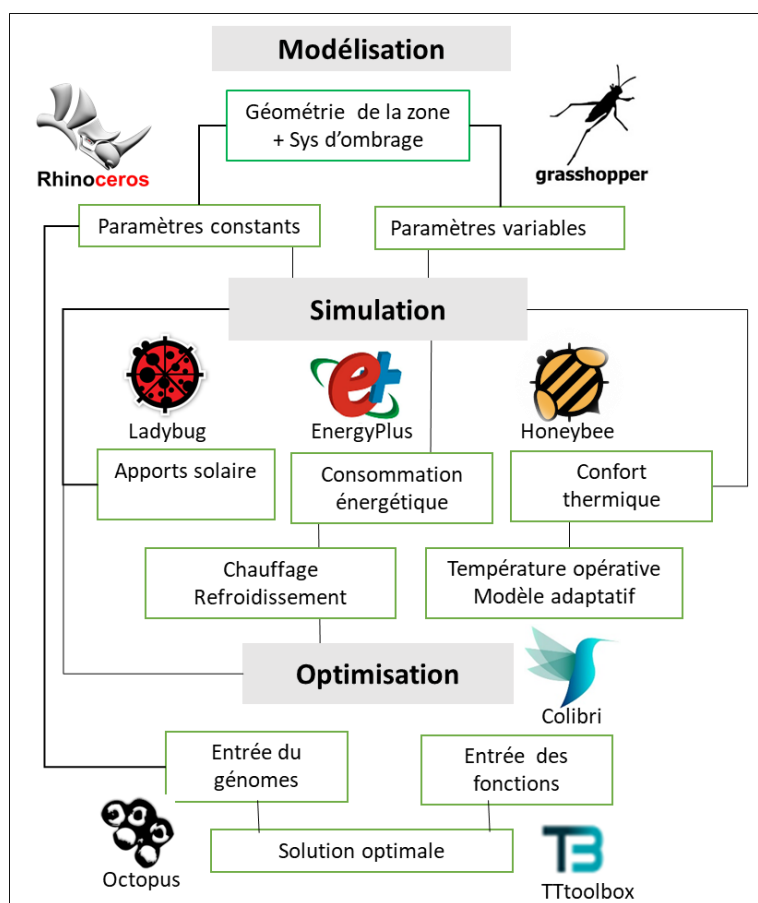 Modélisation
Géométrie de la zone
+ Sys d'ombrage
Rhinoceros
grasshopper
Paramètres constants
Paramètres variables
Simulation
Ladybug
EnergyPlus
Honeybee
Apports solaire
Consommation
énergétique
Confort
thermique
Chauffage
Refroidissement
Température opérative
Modèle adaptatif
Optimisation
Colibri
Entrée du
génomes
Entrée des
fonctions
Octopus
Solution optimale
TTtoolbox